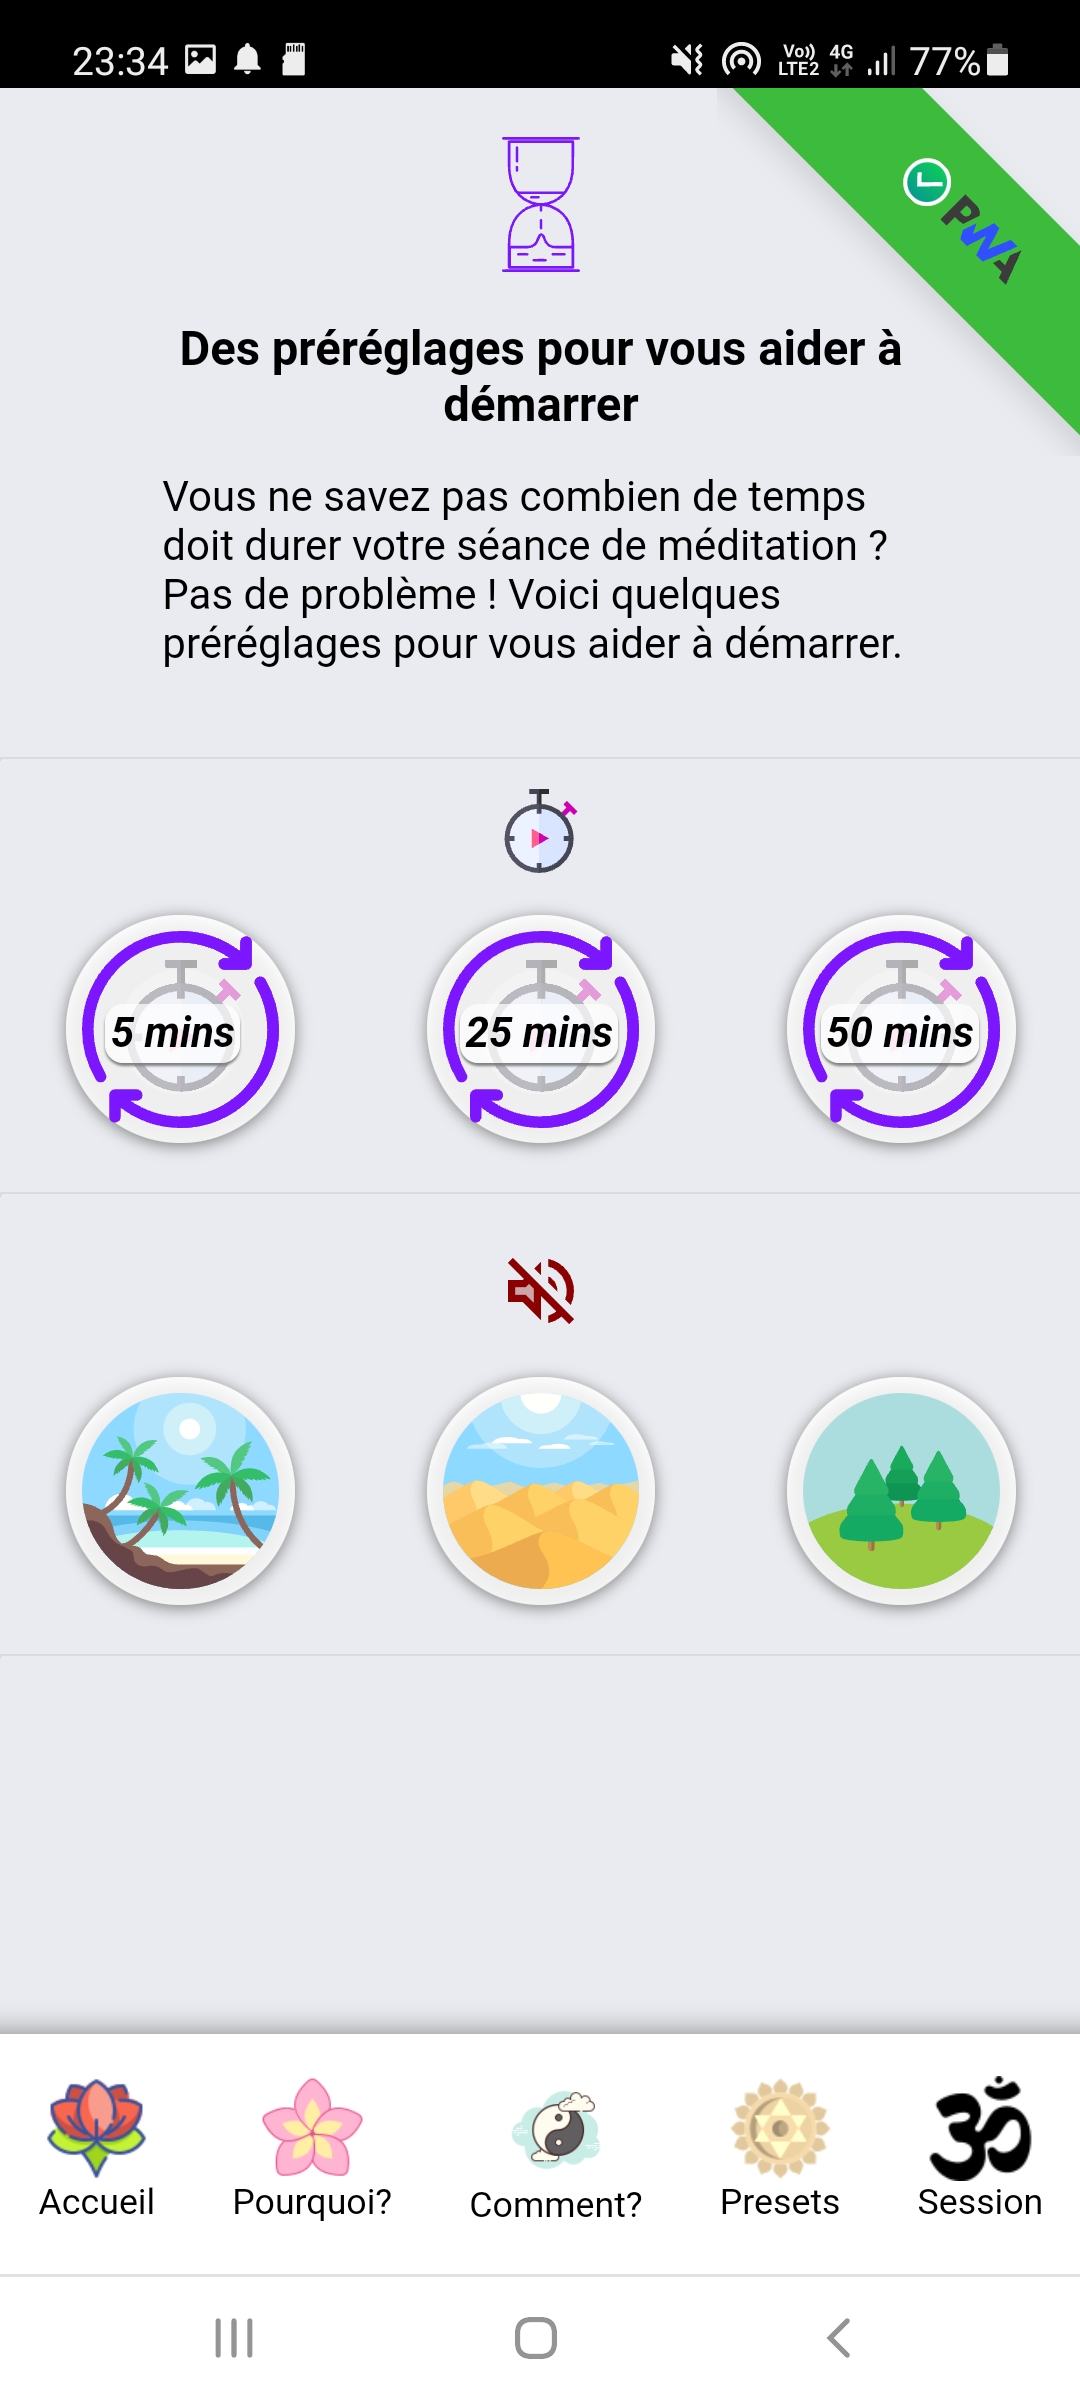 23:34
Vo)) LTE2 4G 77%
PWA
Des préréglages pour vous aider à
démarrer
Vous ne savez pas combien de temps
doit durer votre séance de méditation ?
Pas de problème ! Voici quelques
préréglages pour vous aider à démarrer.
5 mins 25 mins 50 mins
Accueil Pourquoi? Comment? Presets Session